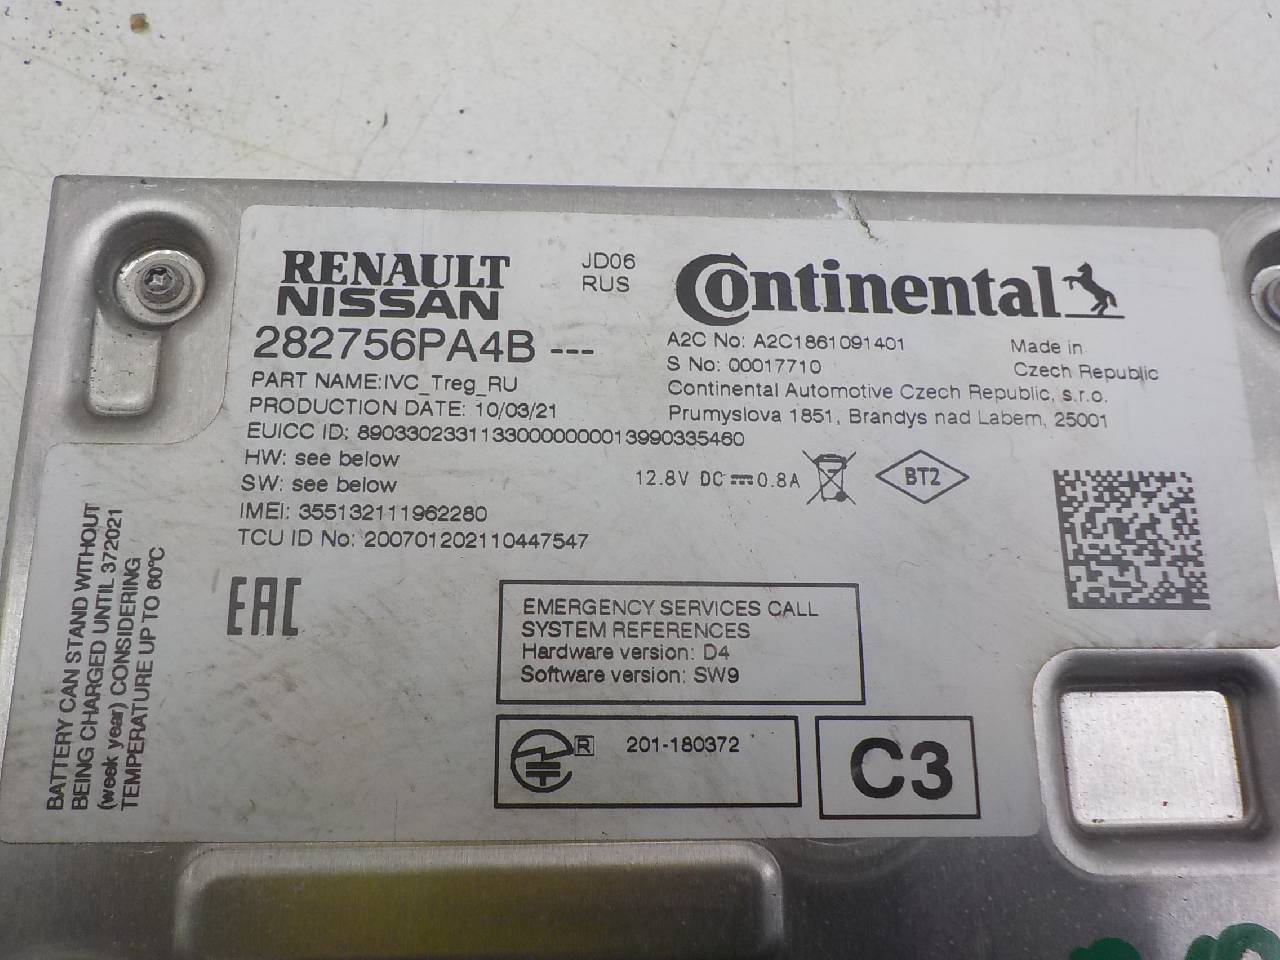 RENAULT
NISSAN
JD06
RUS
Continental
282756PA4B ---
PART NAME:IVC_Treg_RU
PRODUCTION DATE: 10/03/21
A2C No: A2C1861091401
S No: 00017710
Made in
Czech Republic
Continental Automotive Czech Republic, s.r.o.
Prumyslova 1851, Brandys nad Labem, 25001
EUICC ID: 89033023311330000000013990335460
HW: see below
SW: see below
12.8V DC 0.8A
BT2
IMEI: 355132111962280
TCU ID No: 200701202110447547
BATTERY CAN STAND WITHOUT
BEING CHARGED UNTIL 372021
(week year) CONSIDERING
TEMPERATURE UP TO 60°C
EAC
EMERGENCY SERVICES CALL
SYSTEM REFERENCES
Hardware version: D4
Software version: SW9
R 201-180372
C3